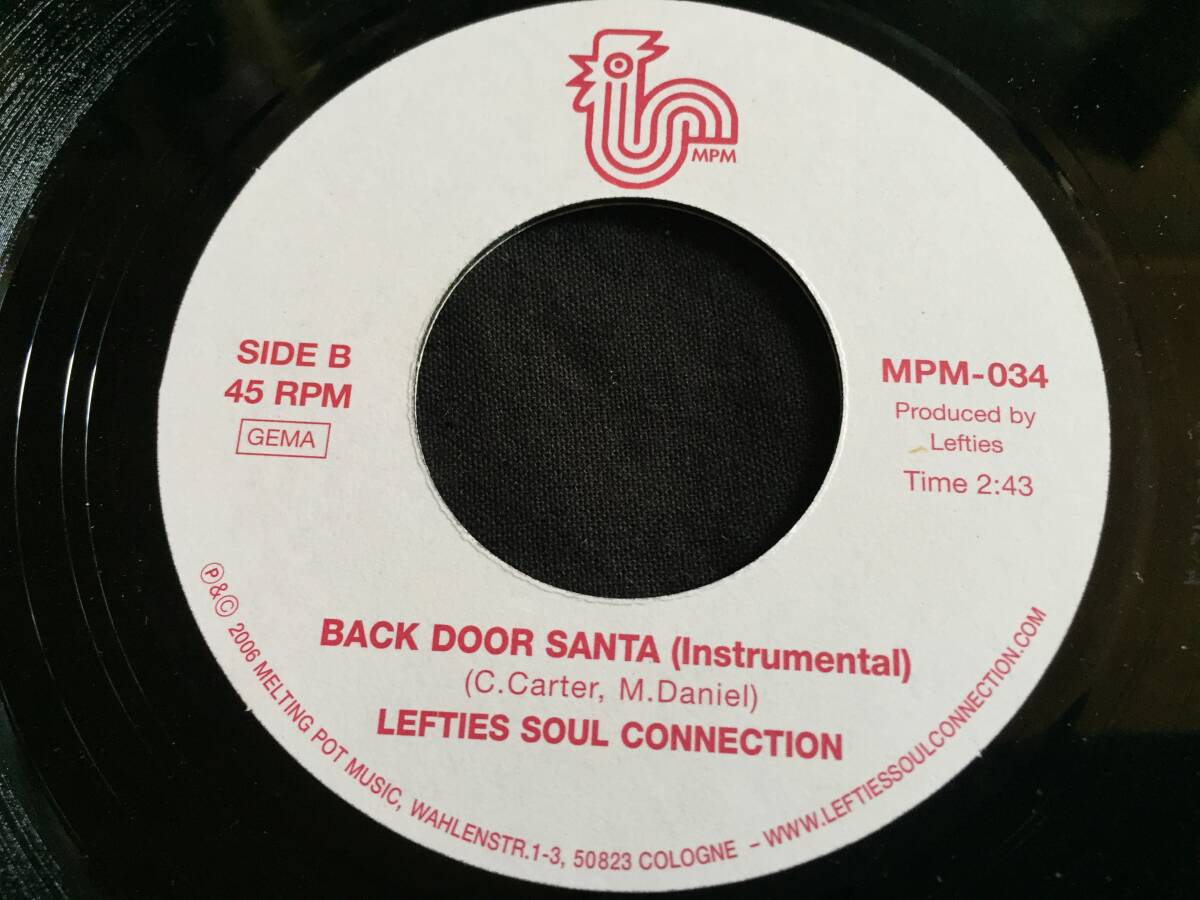 MPM
SIDE B
45 RPM
GEMA
MPM-034
Produced by
Lefties
Time 2:43
BACK DOOR SANTA (Instrumental)
(C.Carter, M.Daniel)
LEFTIES SOUL CONNECTION
℗&© 2006 MELTING POT MUSIC, WAHLENSTR.1-3, 50823 COLOGNE - WWW.LEFTIESSOULCONNECTION.COM